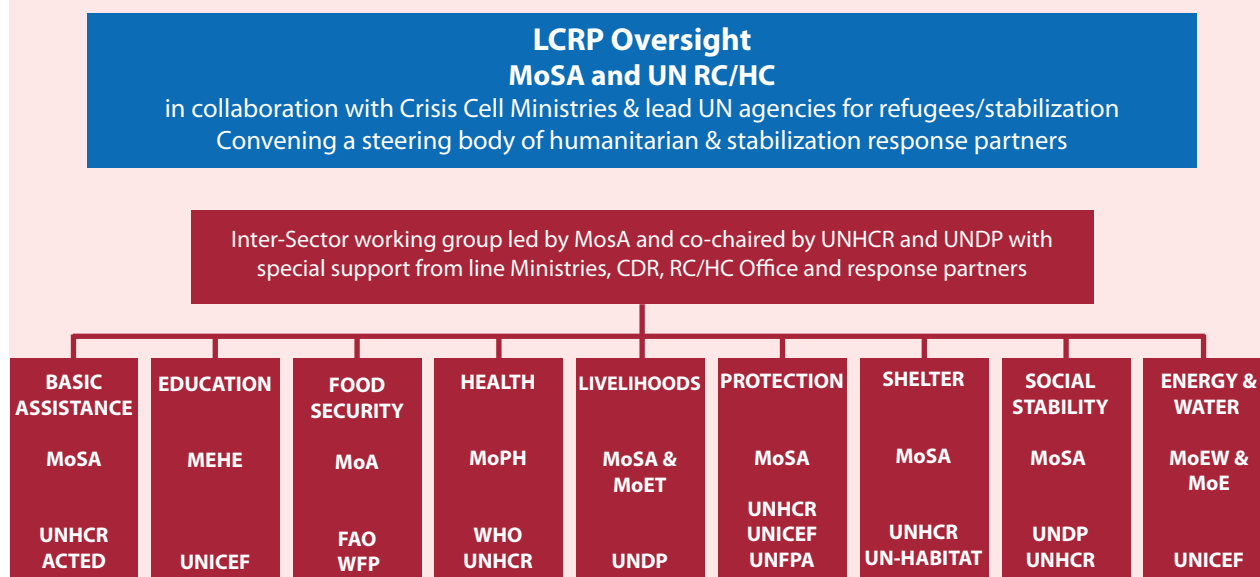 LCRP Oversight
MoSA and UN RC/HC
in collaboration with Crisis Cell Ministries & lead UN agencies for refugees/stabilization
Convening a steering body of humanitarian & stabilization response partners
Inter-Sector working group led by MosA and co-chaired by UNHCR and UNDP with
special support from line Ministries, CDR, RC/HC Office and response partners
BASIC
ASSISTANCE
MoSA
UNHCR
ACTED
EDUCATION
MEHE
UNICEF
FOOD
SECURITY
MoA
FAO
WFP
HEALTH
MoPH
WHO
UNHCR
LIVELIHOODS
MoSA &
MoET
UNDP
PROTECTION
MoSA
UNHCR
UNICEF
UNFPA
SHELTER
MoSA
UNHCR
UN-HABITAT
SOCIAL
STABILITY
MoSA
UNDP
UNHCR
ENERGY &
WATER
MoEW &
MoE
UNICEF